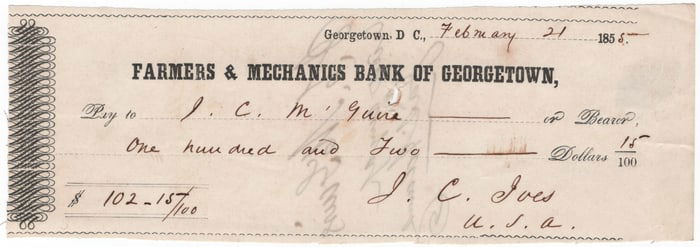 Georgetown, D C., February 21 1855.
FARMERS & MECHANICS BANK OF GEORGETOWN,
Pay to J. C. McGuire or Bearer,
One hundred and Two Dollars 15/100
$ 102-15/100
J. C. Ives
U.S.A.